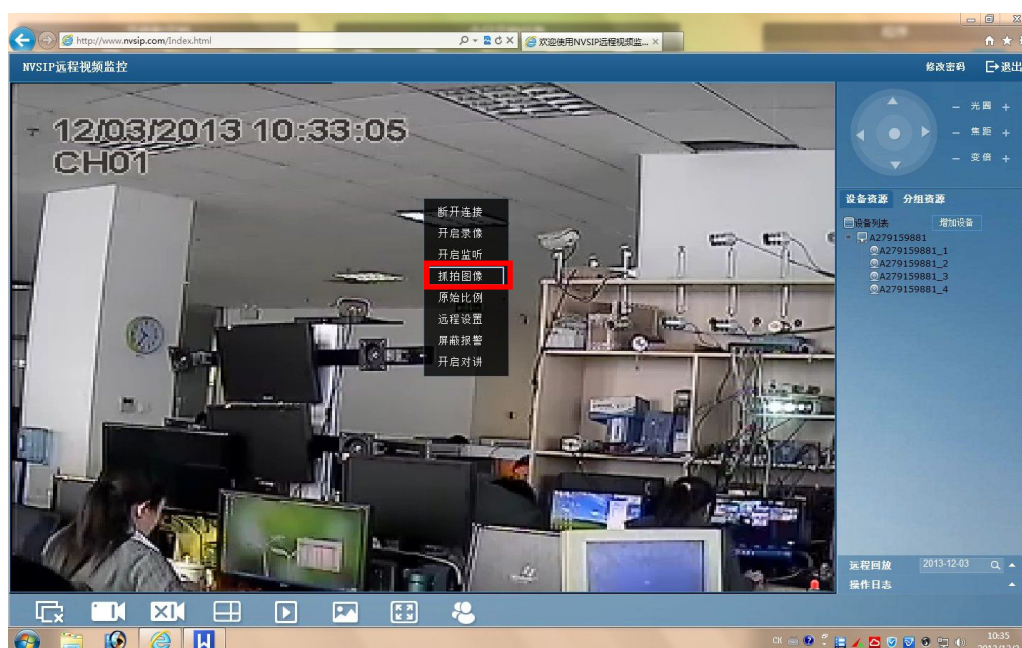 http://www.nvsip.com/Index.html
欢迎使用NVSIP远程视频监...
NVSIP远程视频监控
修改密码
退出
12/03/2013 10:33:05
CH01
断开连接
开启录像
开启监听
抓拍图像
原始比例
远程设置
屏蔽报警
开启对讲
－ 光圈 ＋
－ 焦距 ＋
－ 变倍 ＋
设备资源 分组资源
设备列表 增加设备
A279159881
A279159881_1
A279159881_2
A279159881_3
A279159881_4
远程回放 2013-12-03
操作日志
CH
10:35